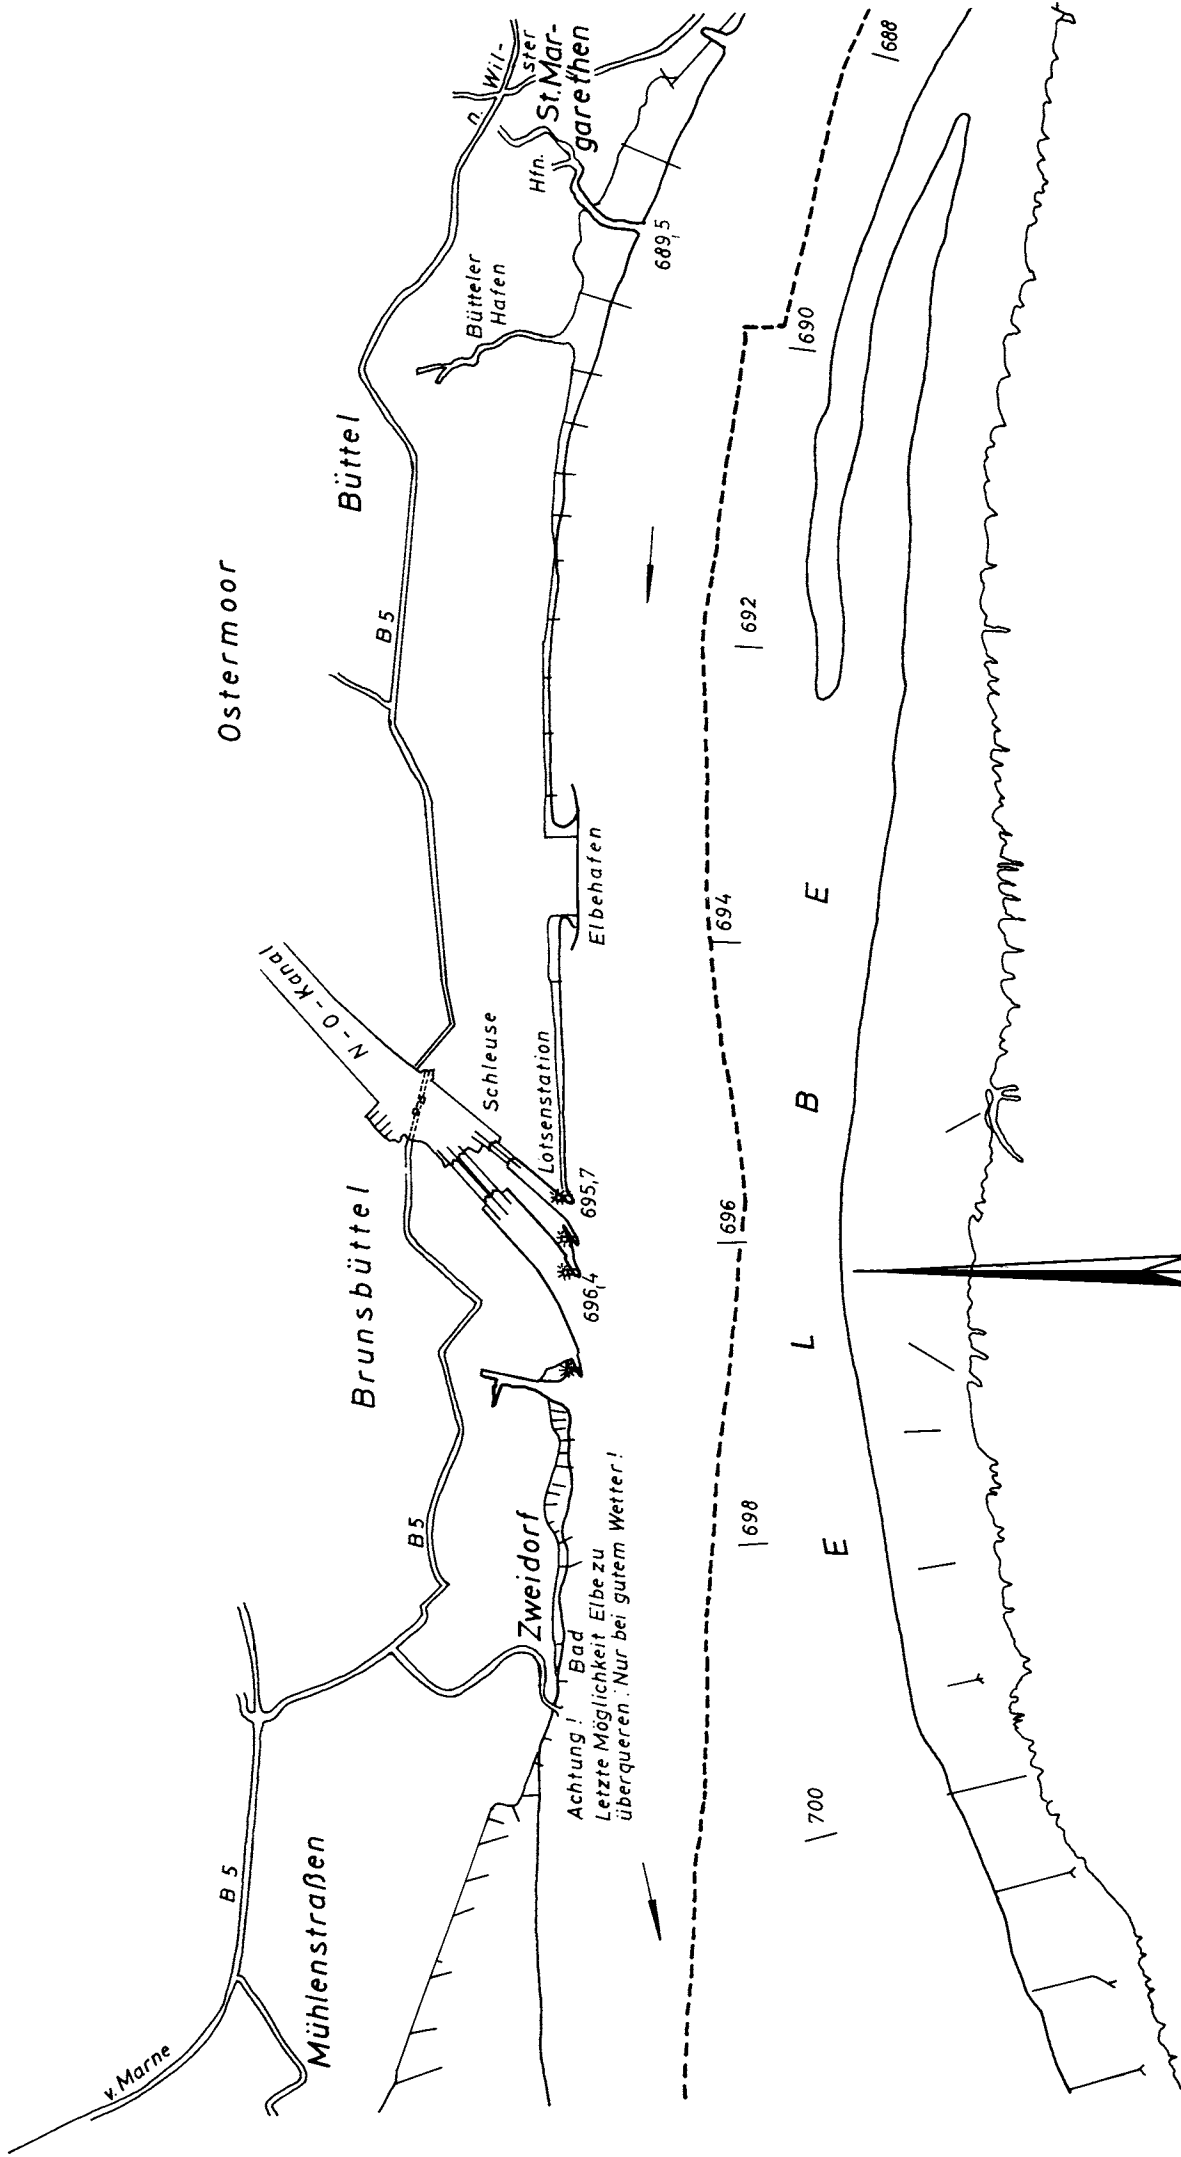 v. Marne
B 5
Mühlenstraßen
B 5
Brunsbüttel
Zweidorf
Bad
Achtung!
Letzte Möglichkeit Elbe zu
überqueren. Nur bei gutem Wetter!
N - O - Kanal
Schleuse
Lotsenstation
695,7
696,4
Elbehafen
Ostermoor
B 5
Büttel
Bütteler
Hafen
n. Wil-
ster
St. Mar-
garethen
Hfn.
689,5
700
698
696
694
692
690
688
E L B E